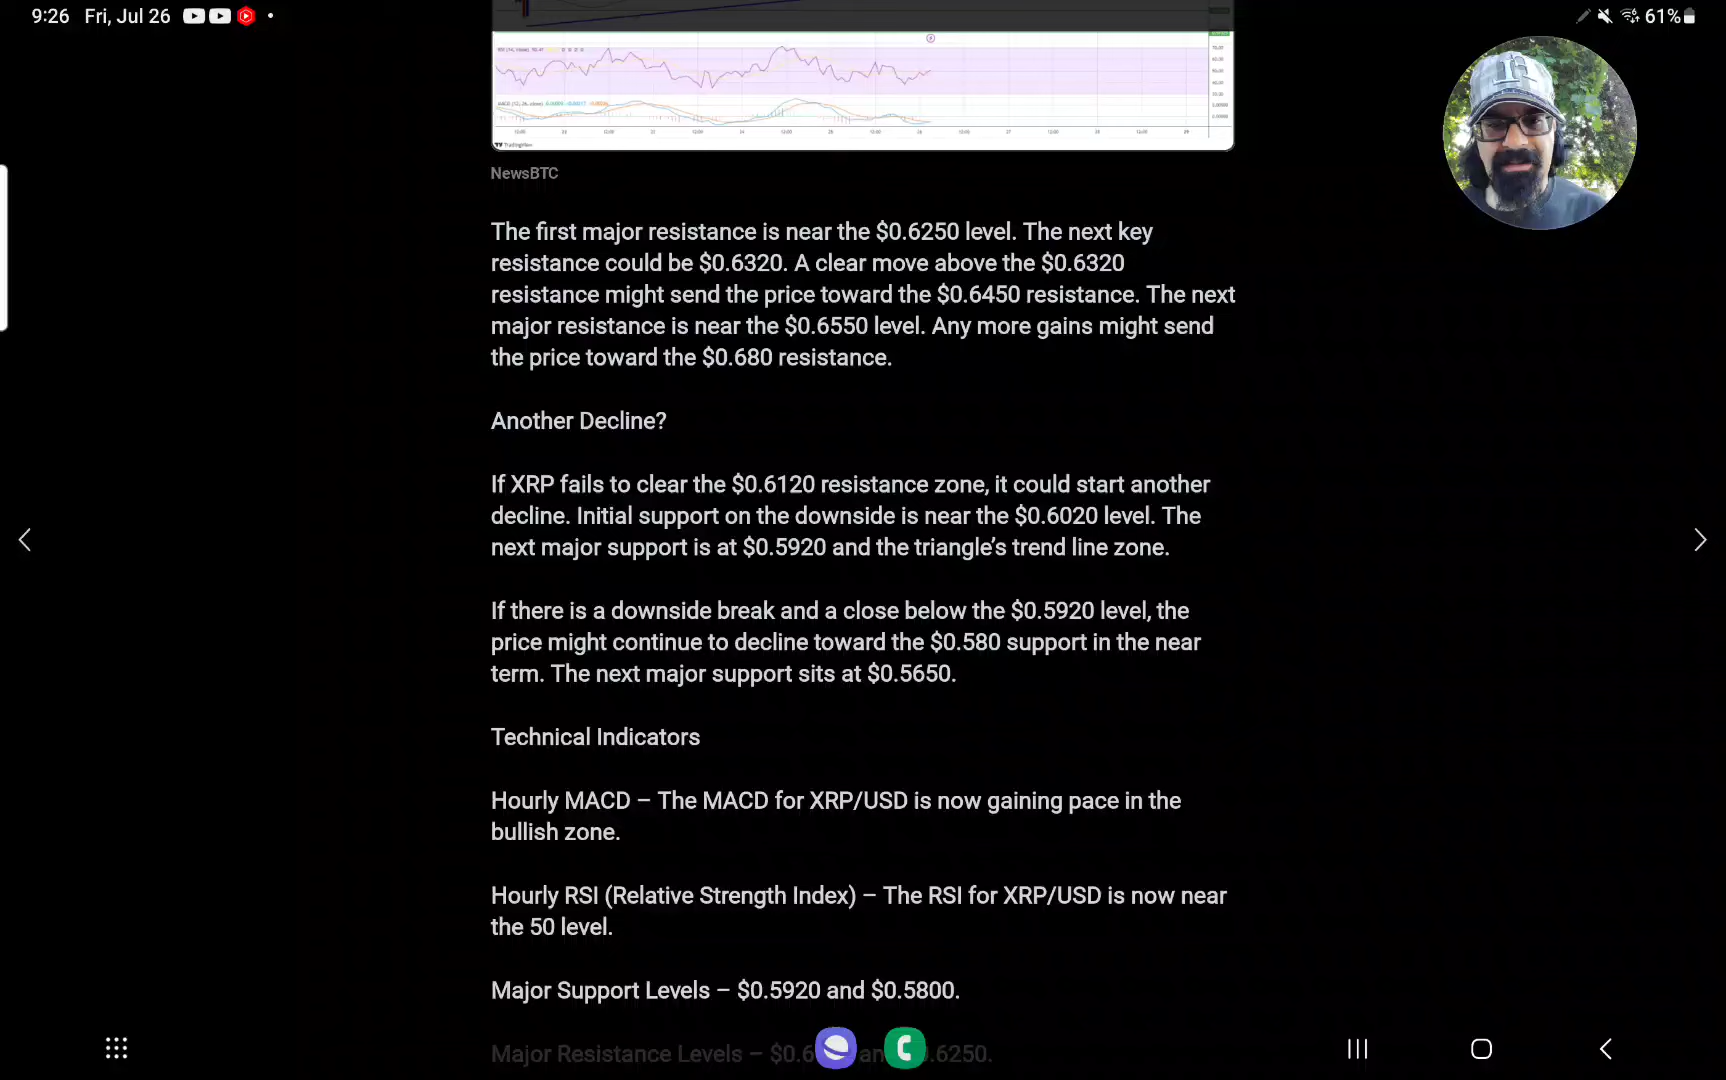 9:26 Fri, Jul 26
61%
TradingView
NewsBTC
The first major resistance is near the $0.6250 level. The next key
resistance could be $0.6320. A clear move above the $0.6320
resistance might send the price toward the $0.6450 resistance. The next
major resistance is near the $0.6550 level. Any more gains might send
the price toward the $0.680 resistance.
Another Decline?
If XRP fails to clear the $0.6120 resistance zone, it could start another
decline. Initial support on the downside is near the $0.6020 level. The
next major support is at $0.5920 and the triangle’s trend line zone.
If there is a downside break and a close below the $0.5920 level, the
price might continue to decline toward the $0.580 support in the near
term. The next major support sits at $0.5650.
Technical Indicators
Hourly MACD – The MACD for XRP/USD is now gaining pace in the
bullish zone.
Hourly RSI (Relative Strength Index) – The RSI for XRP/USD is now near
the 50 level.
Major Support Levels – $0.5920 and $0.5800.
Major Resistance Levels – $0.6 an .6250.